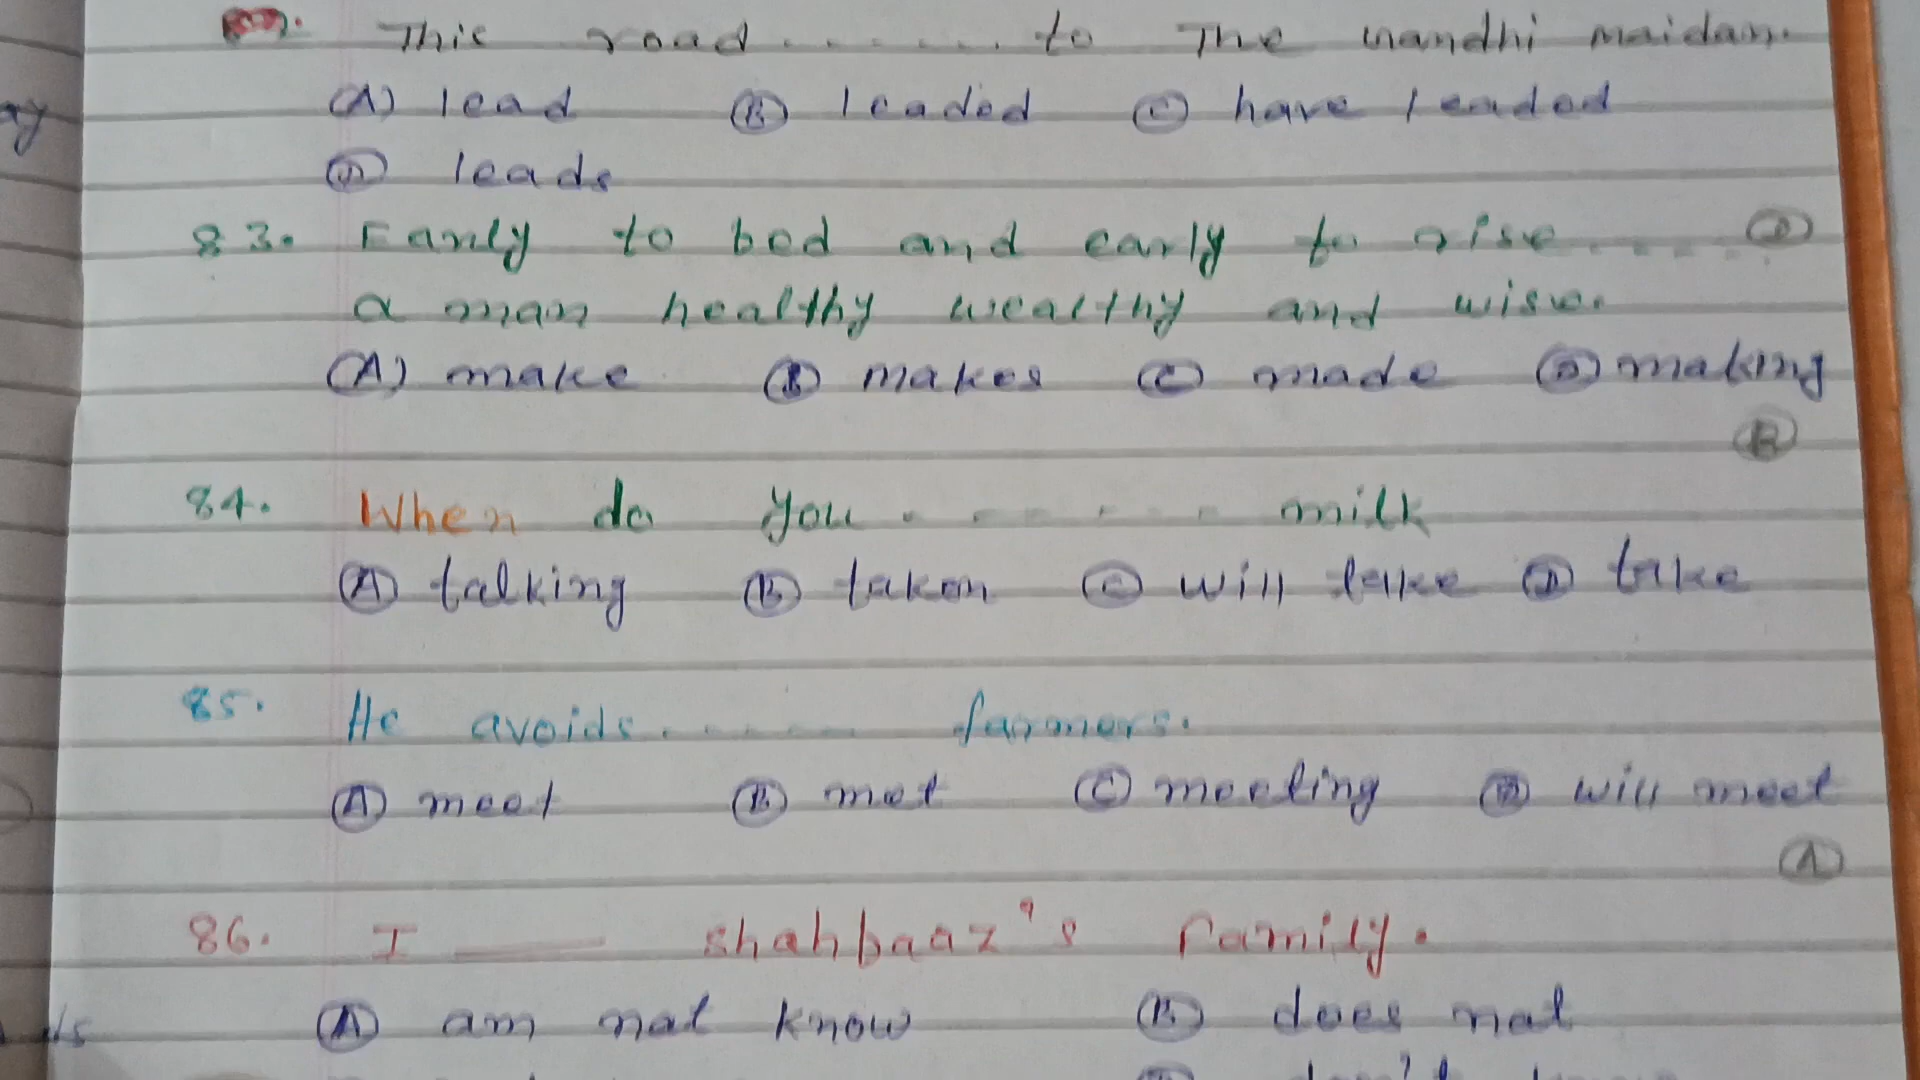 This road ....... to The Gandhi maidan.
(A) lead (B) leaded (C) have leaded
(D) leads
83. Early to bed and early to rise ...... (D)
a man healthy wealthy and wise.
(A) make (B) makes (C) made (D) making
(B)
84. When do you . - - - - - milk
(A) talking (B) taken (C) will take (D) take
85. He avoids ....... farmers.
(A) meet (B) met (C) meeting (D) will meet
(A)
86. I ____ shahbaaz's family.
(A) am not know (B) does not